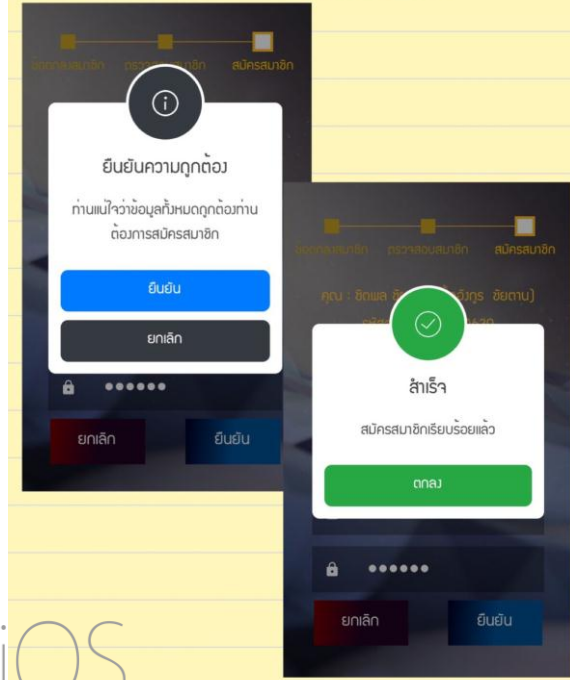 สมัครสมาชิก
ยืนยันความถูกต้อง
ท่านแน่ใจว่าข้อมูลทั้งหมดถูกต้องท่าน
ต้องการสมัครสมาชิก
ยืนยัน
ยกเลิก
ยกเลิก
ยืนยัน
ตรวจสอบสมาชิก
สมัครสมาชิก
คุณ : ชิดพล
สำเร็จ
สมัครสมาชิกเรียบร้อยแล้ว
ตกลง
ยกเลิก
ยืนยัน
iOS